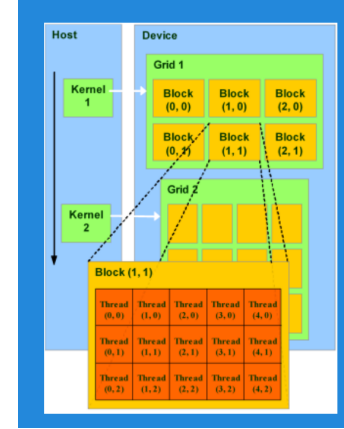 Host
Device
Grid 1
Kernel
1
Block
(0, 0)
Block
(1, 0)
Block
(2, 0)
Block
(0, 1)
Block
(1, 1)
Block
(2, 1)
Grid 2
Kernel
2
Block (1, 1)
Thread
(0, 0)
Thread
(1, 0)
Thread
(2, 0)
Thread
(3, 0)
Thread
(4, 0)
Thread
(0, 1)
Thread
(1, 1)
Thread
(2, 1)
Thread
(3, 1)
Thread
(4, 1)
Thread
(0, 2)
Thread
(1, 2)
Thread
(2, 2)
Thread
(3, 2)
Thread
(4, 2)